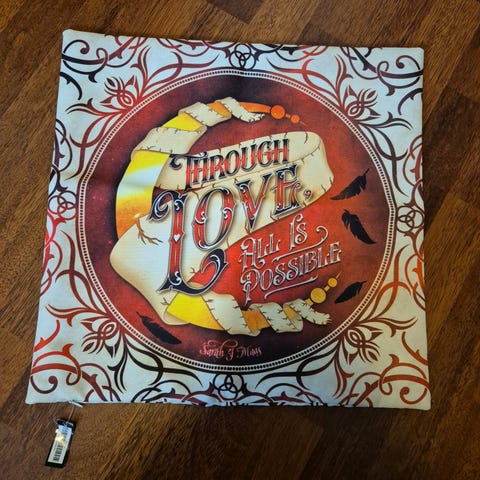 THROUGH
LOVE,
ALL IS
POSSIBLE
Sarah J Maas